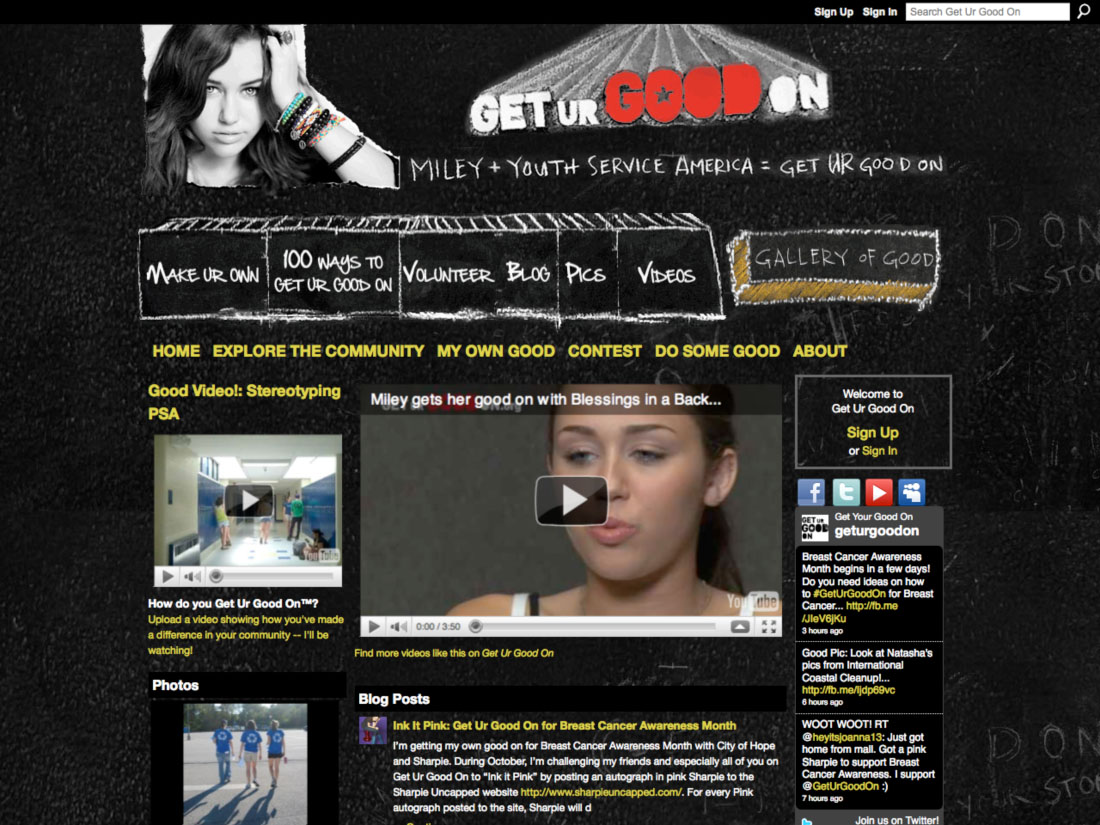 Sign Up Sign In Search Get Ur Good On
GET UR GOOD ON
MILEY + YOUTH SERVICE AMERICA = GET UR GOOD ON
MAKE UR OWN
100 WAYS TO
GET UR GOOD ON
VOLUNTEER
BLOG
PICS
VIDEOS
GALLERY OF GOOD
HOME EXPLORE THE COMMUNITY MY OWN GOOD CONTEST DO SOME GOOD ABOUT
Good Video!: Stereotyping
PSA
YouTube
How do you Get Ur Good On™?
Upload a video showing how you've made
a difference in your community -- I'll be
watching!
Photos
Miley gets her good on with Blessings in a Back...
YouTube
0:00 / 3:50
Find more videos like this on Get Ur Good On
Blog Posts
Ink It Pink: Get Ur Good On for Breast Cancer Awareness Month
I'm getting my own good on for Breast Cancer Awareness Month with City of Hope
and Sharpie. During October, I'm challenging my friends and especially all of you on
Get Ur Good On to "Ink it Pink" by posting an autograph in pink Sharpie to the
Sharpie Uncapped website http://www.sharpieuncapped.com/. For every Pink
autograph posted to the site, Sharpie will d
Welcome to
Get Ur Good On
Sign Up
or Sign In
GET UR
GOOD
ON
Get Your Good On
geturgoodon
Breast Cancer Awareness
Month begins in a few days!
Do you need ideas on how
to #GetUrGoodOn for Breast
Cancer... http://fb.me
/JIeV6jKu
3 hours ago
Good Pic: Look at Natasha's
pics from International
Coastal Cleanup!...
http://fb.me/ljdp69vc
6 hours ago
WOOT WOOT! RT
@heyitsjoanna13: Just got
home from mall. Got a pink
Sharpie to support Breast
Cancer Awareness. I support
@GetUrGoodOn :)
7 hours ago
Join us on Twitter!